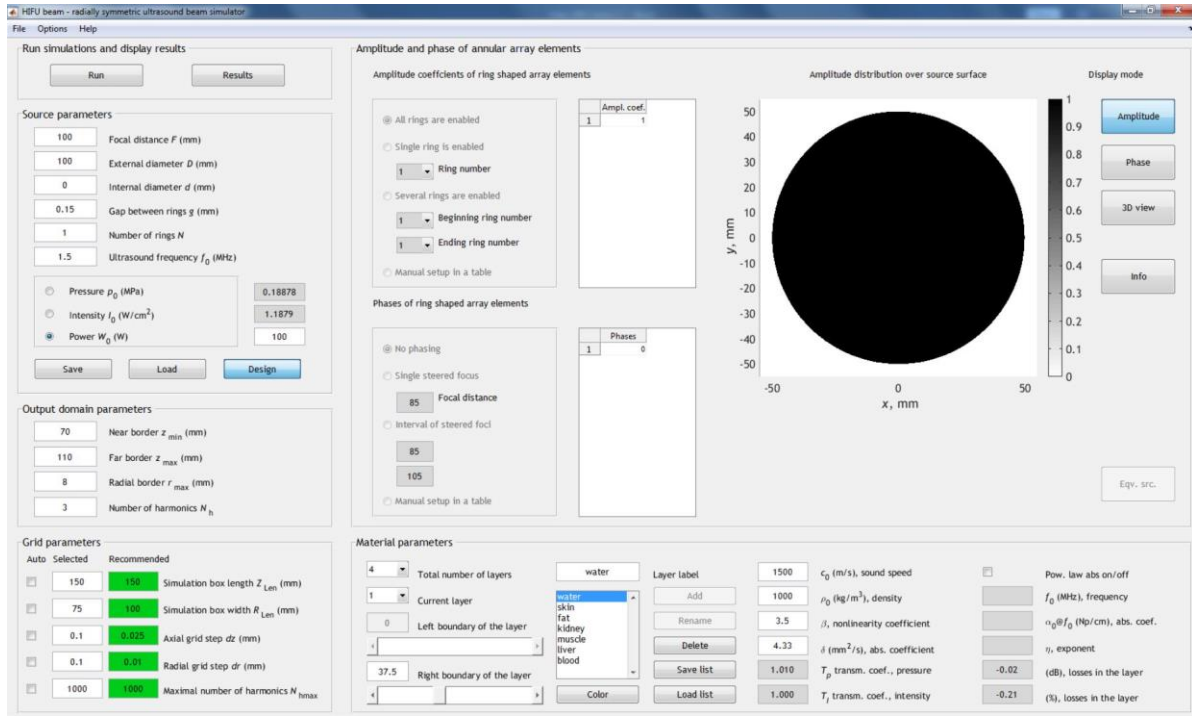 HIFU beam - radially symmetric ultrasound beam simulator
File Options Help
Run simulations and display results
Run Results
Source parameters
100 Focal distance F (mm)
100 External diameter D (mm)
0 Internal diameter d (mm)
0.15 Gap between rings g (mm)
1 Number of rings N
1.5 Ultrasound frequency f0 (MHz)
Pressure p0 (MPa) 0.18878
Intensity I0 (W/cm2) 1.1879
Power W0 (W) 100
Save Load Design
Output domain parameters
70 Near border z min (mm)
110 Far border z max (mm)
8 Radial border r max (mm)
3 Number of harmonics Nh
Grid parameters
Auto Selected Recommended
150 150 Simulation box length Z Len (mm)
75 100 Simulation box width R Len (mm)
0.1 0.025 Axial grid step dz (mm)
0.1 0.01 Radial grid step dr (mm)
1000 1000 Maximal number of harmonics N hmax
Amplitude and phase of annular array elements
Amplitude coeffcients of ring shaped array elements
All rings are enabled
Single ring is enabled
1 Ring number
Several rings are enabled
1 Beginning ring number
1 Ending ring number
Manual setup in a table
Ampl. coef.
1 1
Phases of ring shaped array elements
No phasing
Single steered focus
85 Focal distance
Interval of steered foci
85
105
Manual setup in a table
Phases
1 0
Amplitude distribution over source surface
50
40
30
20
10
0
-10
-20
-30
-40
-50
y, mm
-50 0 50
x, mm
1
0.9
0.8
0.7
0.6
0.5
0.4
0.3
0.2
0.1
0
Display mode
Amplitude
Phase
3D view
Info
Eqv. src.
Material parameters
4 Total number of layers
1 Current layer
0 Left boundary of the layer
37.5 Right boundary of the layer
water Layer label
water
skin
fat
kidney
muscle
liver
blood
Color
Add
Rename
Delete
Save list
Load list
1500 c0 (m/s), sound speed
1000 ρ0 (kg/m3), density
3.5 β, nonlinearity coefficient
4.33 δ (mm2/s), abs. coefficient
1.010 Tp transm. coef., pressure
1.000 TI transm. coef., intensity
Pow. law abs on/off
f0 (MHz), frequency
α0@f0 (Np/cm), abs. coef.
η, exponent
-0.02 (dB), losses in the layer
-0.21 (%), losses in the layer